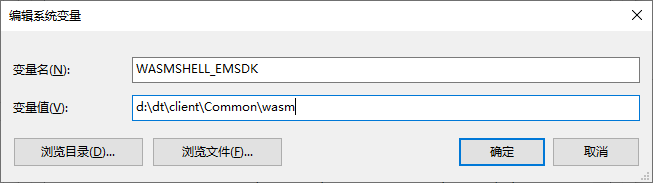 编辑系统变量
变量名(N): WASMSHELL_EMSDK
变量值(V): d:\dt\client\Common\wasm
浏览目录(D)... 浏览文件(F)... 确定 取消